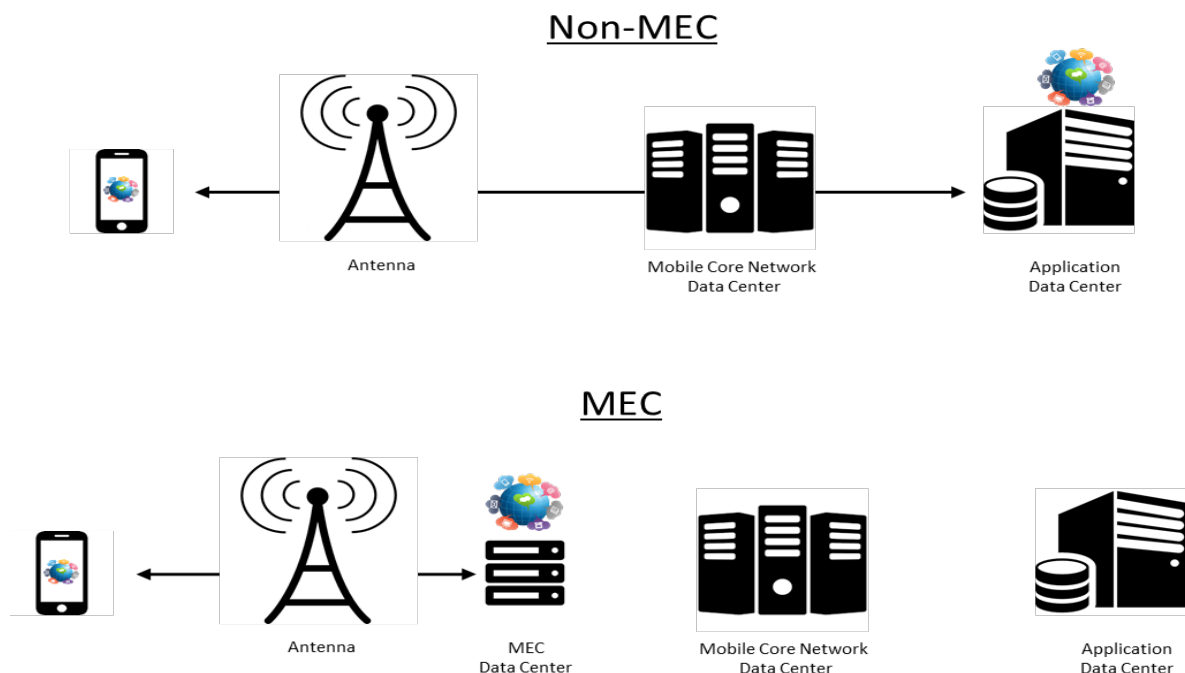 Non-MEC
Antenna
Mobile Core Network
Data Center
Application
Data Center
MEC
Antenna
MEC
Data Center
Mobile Core Network
Data Center
Application
Data Center